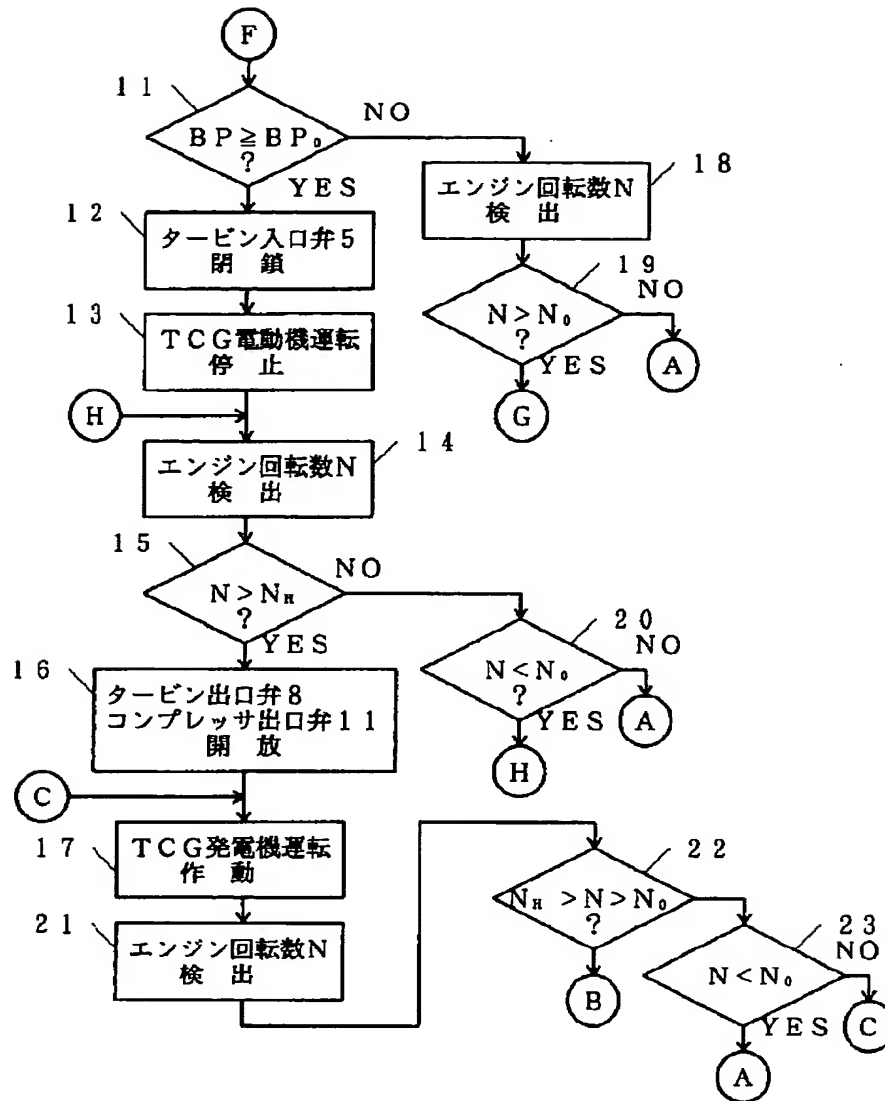 F
１１
ＢＰ≧ＢＰ₀
？
ＮＯ
ＹＥＳ
１８
エンジン回転数Ｎ
検 出
１２
タービン入口弁５
閉 鎖
１９
Ｎ＞Ｎ₀
？
ＮＯ
ＹＥＳ
A
G
１３
ＴＣＧ電動機運転
停 止
H
１４
エンジン回転数Ｎ
検 出
１５
Ｎ＞ＮH
？
ＮＯ
ＹＥＳ
２０
Ｎ＜Ｎ₀
？
ＮＯ
ＹＥＳ
A
H
１６
タービン出口弁８
コンプレッサ出口弁１１
開 放
C
１７
ＴＣＧ発電機運転
作 動
２１
エンジン回転数Ｎ
検 出
２２
ＮH ＞Ｎ＞Ｎ₀
？
B
２３
Ｎ＜Ｎ₀
ＮＯ
ＹＥＳ
C
A